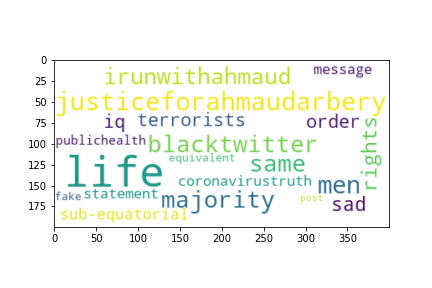 0
25
50
75
100
125
150
175
0 50 100 150 200 250 300 350
message
irunwithahmaud
justiceforahmaudarbery
iq terrorists order
rights
publichealth blacktwitter
equivalent
life same
coronavirustruth men
fake statement majority post
sad
sub-equatorial